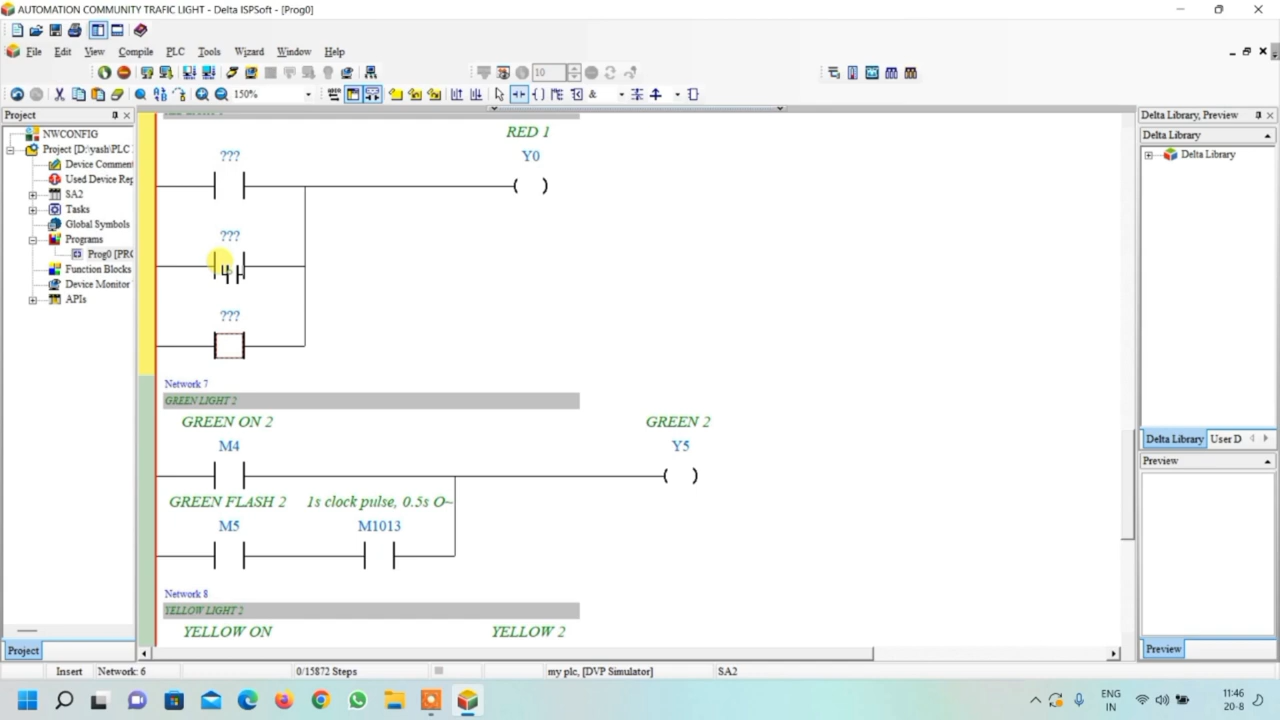 AUTOMATION COMMUNITY TRAFIC LIGHT - Delta ISPSoft - [Prog0]
File Edit View Compile PLC Tools Wizard Window Help
10
150%
Project
NWCONFIG
Project [D:\yash\PLC
Device Comment
Used Device Rep
SA2
Tasks
Global Symbols
Programs
Prog0 [PRG
Function Blocks
Device Monitor
APIs
Project
RED 1
??? Y0
???
???
Network 7
GREEN LIGHT 2
GREEN ON 2 GREEN 2
M4 Y5
GREEN FLASH 2 1s clock pulse, 0.5s O~
M5 M1013
Network 8
YELLOW LIGHT 2
YELLOW ON YELLOW 2
Delta Library, Preview
Delta Library
Delta Library
Delta Library User D
Preview
Preview
Insert Network: 6 0/15872 Steps my plc, [DVP Simulator] SA2
ENG
IN
11:46
20-8